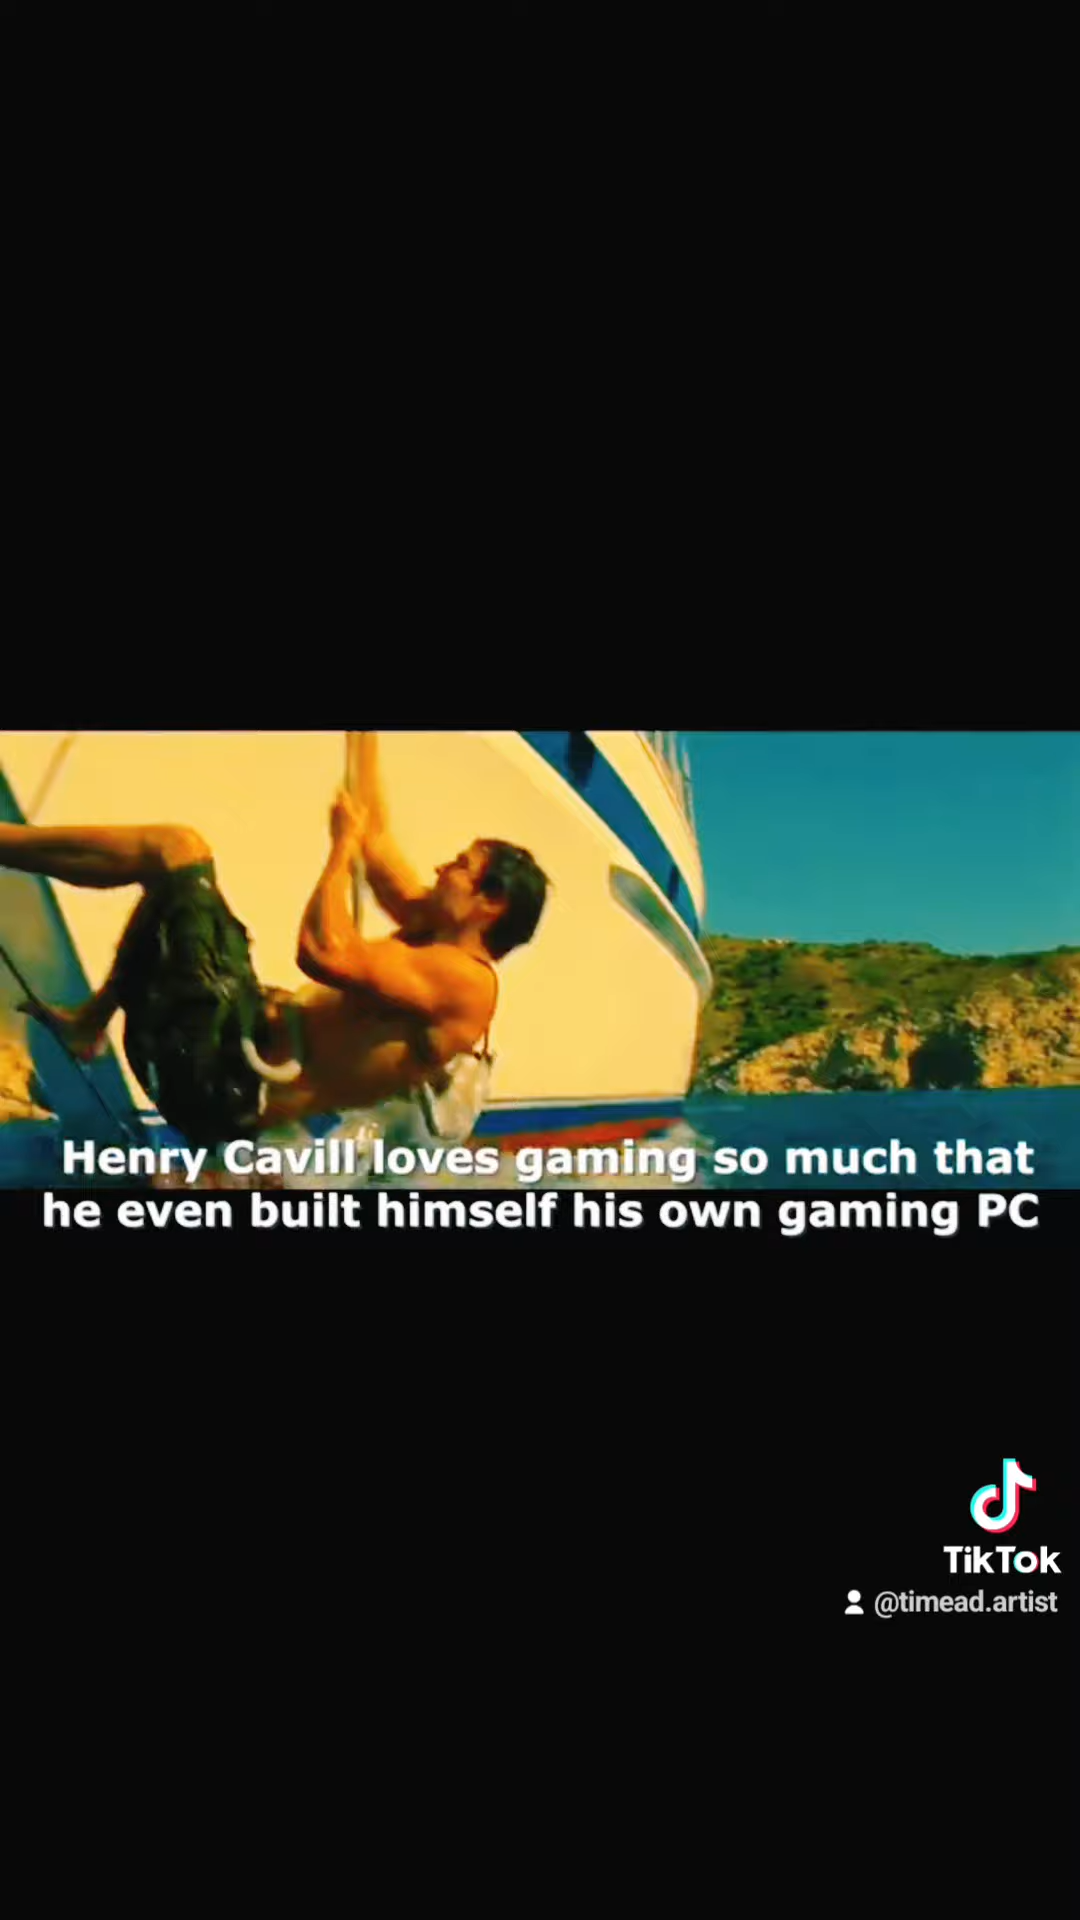 Henry Cavill loves gaming so much that
he even built himself his own gaming PC
TikTok
@timead.artist